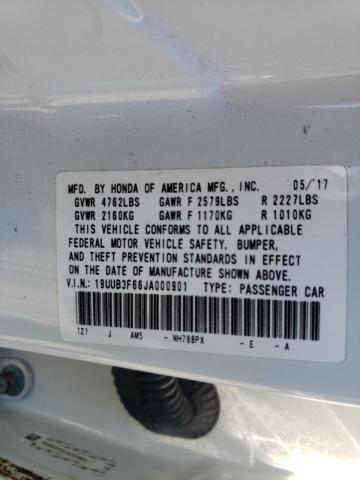 MFD. BY HONDA OF AMERICA MFG., INC. 05/'17
GVWR 4762LBS GAWR F 2579LBS R 2227LBS
GVWR 2160KG GAWR F 1170KG R 1010KG
THIS VEHICLE CONFORMS TO ALL APPLICABLE
FEDERAL MOTOR VEHICLE SAFETY, BUMPER,
AND THEFT PREVENTION STANDARDS IN EFFECT
ON THE DATE OF MANUFACTURE SHOWN ABOVE.
V.I.N.: 19UUB3F66JA000901 TYPE: PASSENGER CAR
TZ7 J AM5 - NH788PX - E - A